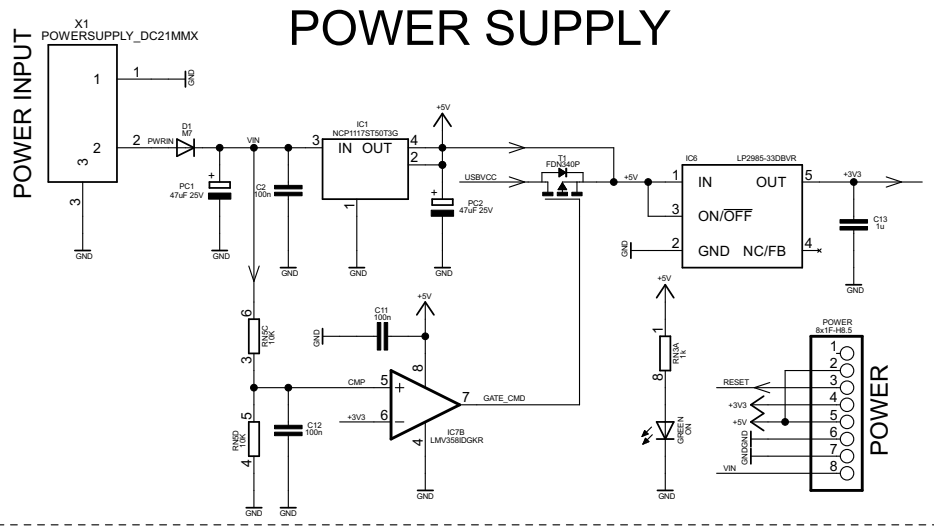 POWER SUPPLY
X1
POWERSUPPLY_DC21MMX
POWER INPUT
1
1
GND
2
2
PWRIN
3
3
GND
D1
M7
VIN
PC1
47uF 25V
+
GND
C2
100n
GND
IC1
NCP1117ST50T3G
3
IN OUT
4
2
1
GND
+5V
+
PC2
47uF 25V
GND
USBVCC
T1
FDN340P
+5V
IC6
LP2985-33DBVR
1
IN
OUT
5
3
ON/OFF
2
GND
NC/FB
4
GND
+3V3
C13
1u
GND
6
RN5C
10K
3
5
RN5D
10K
4
GND
C12
100n
GND
C11
100n
GND
+5V
8
CMP
5
+
+3V3
6
–
7
GATE_CMD
IC7B
LMV358IDGKR
4
GND
+5V
1
RN3A
1k
8
GREEN
ON
GND
POWER
8x1F-H8.5
1
2
RESET
3
+3V3
4
+5V
5
GND
6
GND
7
VIN
8
POWER